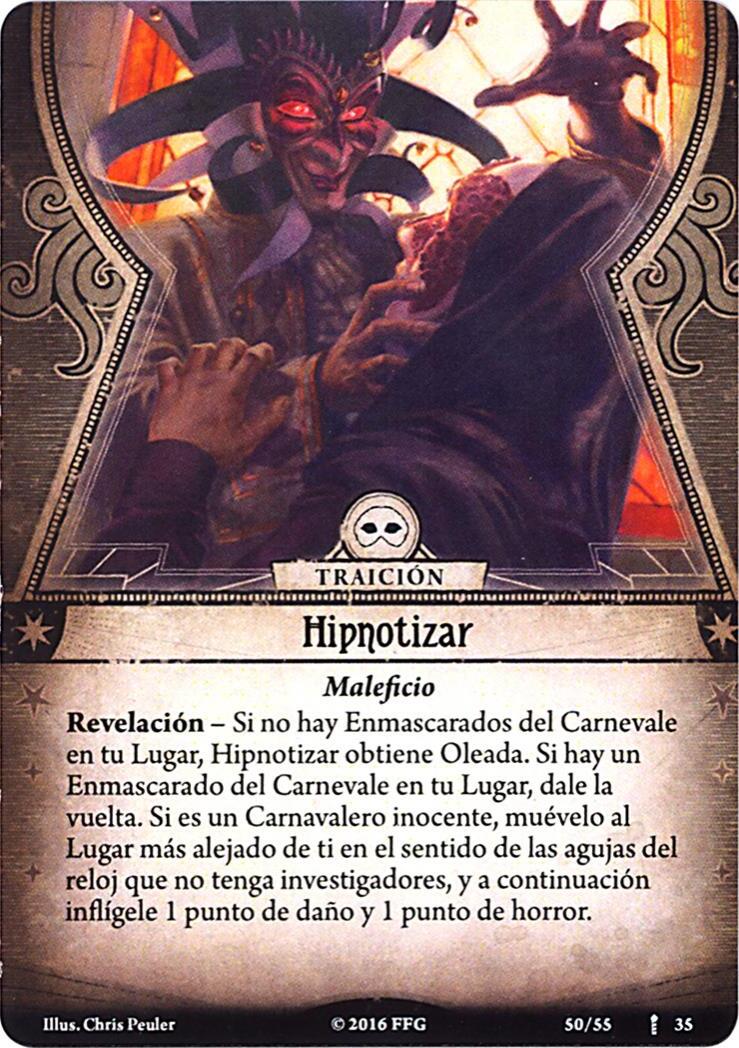 TRAICIÓN
Hipnotizar
Maleficio
Revelación – Si no hay Enmascarados del Carnevale
en tu Lugar, Hipnotizar obtiene Oleada. Si hay un
Enmascarado del Carnevale en tu Lugar, dale la
vuelta. Si es un Carnavalero inocente, muévelo al
Lugar más alejado de ti en el sentido de las agujas del
reloj que no tenga investigadores, y a continuación
inflígele 1 punto de daño y 1 punto de horror.
Illus. Chris Peuler © 2016 FFG 50/55 35